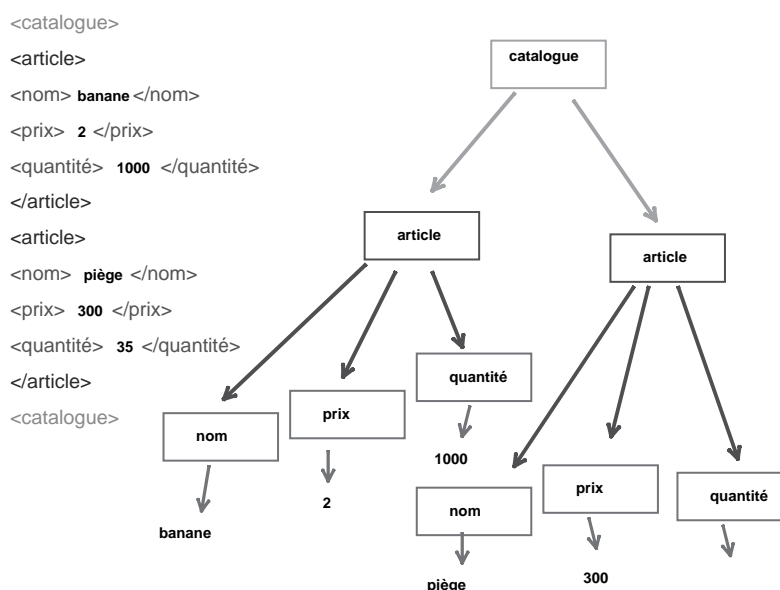 <catalogue>
<article>
<nom> banane </nom>
<prix> 2 </prix>
<quantité> 1000 </quantité>
</article>
<article>
<nom> piège </nom>
<prix> 300 </prix>
<quantité> 35 </quantité>
</article>
<catalogue>
catalogue
article
article
quantité
prix
nom
1000
2
banane
prix
quantité
nom
300
piège